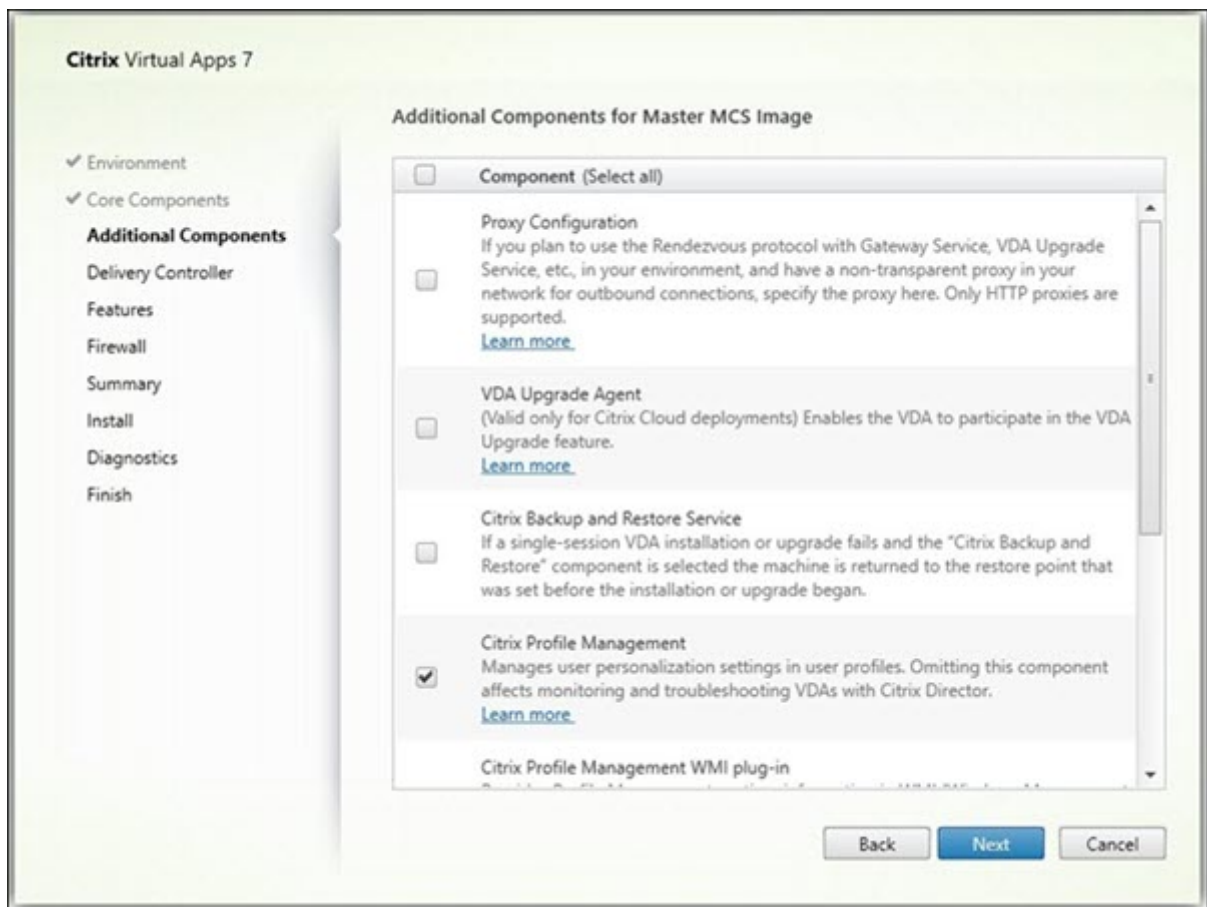 Citrix Virtual Apps 7
Additional Components for Master MCS Image
Environment
Core Components
Additional Components
Delivery Controller
Features
Firewall
Summary
Install
Diagnostics
Finish
Component (Select all)
Proxy Configuration
If you plan to use the Rendezvous protocol with Gateway Service, VDA Upgrade
Service, etc., in your environment, and have a non-transparent proxy in your
network for outbound connections, specify the proxy here. Only HTTP proxies are
supported.
Learn more
VDA Upgrade Agent
(Valid only for Citrix Cloud deployments) Enables the VDA to participate in the VDA
Upgrade feature.
Learn more
Citrix Backup and Restore Service
If a single-session VDA installation or upgrade fails and the "Citrix Backup and
Restore" component is selected the machine is returned to the restore point that
was set before the installation or upgrade began.
Citrix Profile Management
Manages user personalization settings in user profiles. Omitting this component
affects monitoring and troubleshooting VDAs with Citrix Director.
Learn more
Citrix Profile Management WMI plug-in
Back
Next
Cancel